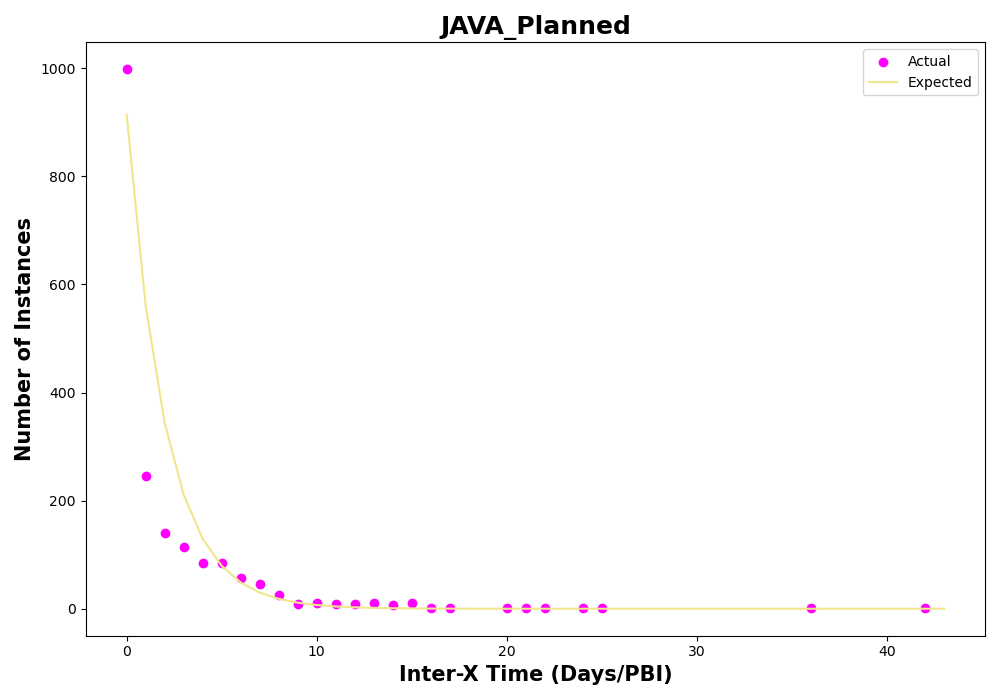 JAVA_Planned
Actual
Expected
Number of Instances
1000
800
600
400
200
0
0 10 20 30 40
Inter-X Time (Days/PBI)